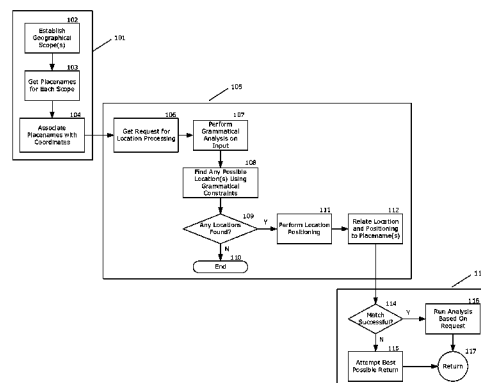 102
Establish
Geographical
Scope(s)
101
103
Get Placenames
for Each Scope
104
Associate
Placenames with
Coordinates
105
106
Get Request for
Location Processing
107
Perform
Grammatical
Analysis on
Input
108
Find Any Possible
Location(s) Using
Grammatical
Constraints
109
Any Locations
Found?
Y
N
110
End
111
Perform Location
Positioning
112
Relate Location
and Positioning
to Placename(s)
11
114
Match
Successful?
Y
N
115
Attempt Best
Possible Return
116
Run Analysis
Based On
Request
117
Return